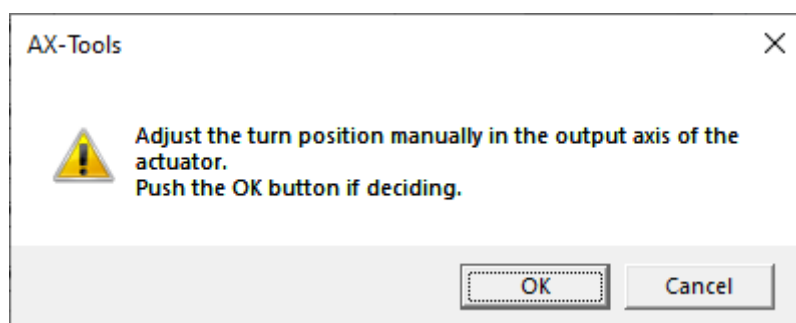 AX-Tools
Adjust the turn position manually in the output axis of the
actuator.
Push the OK button if deciding.
OK
Cancel